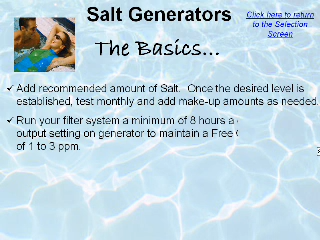 Salt Generators
Click here to return
to the Selection
Screen
The Basics...
✓ Add recommended amount of Salt. Once the desired level is
established, test monthly and add make-up amounts as needed
✓ Run your filter system a minimum of 8 hours a
output setting on generator to maintain a Free
of 1 to 3 ppm.